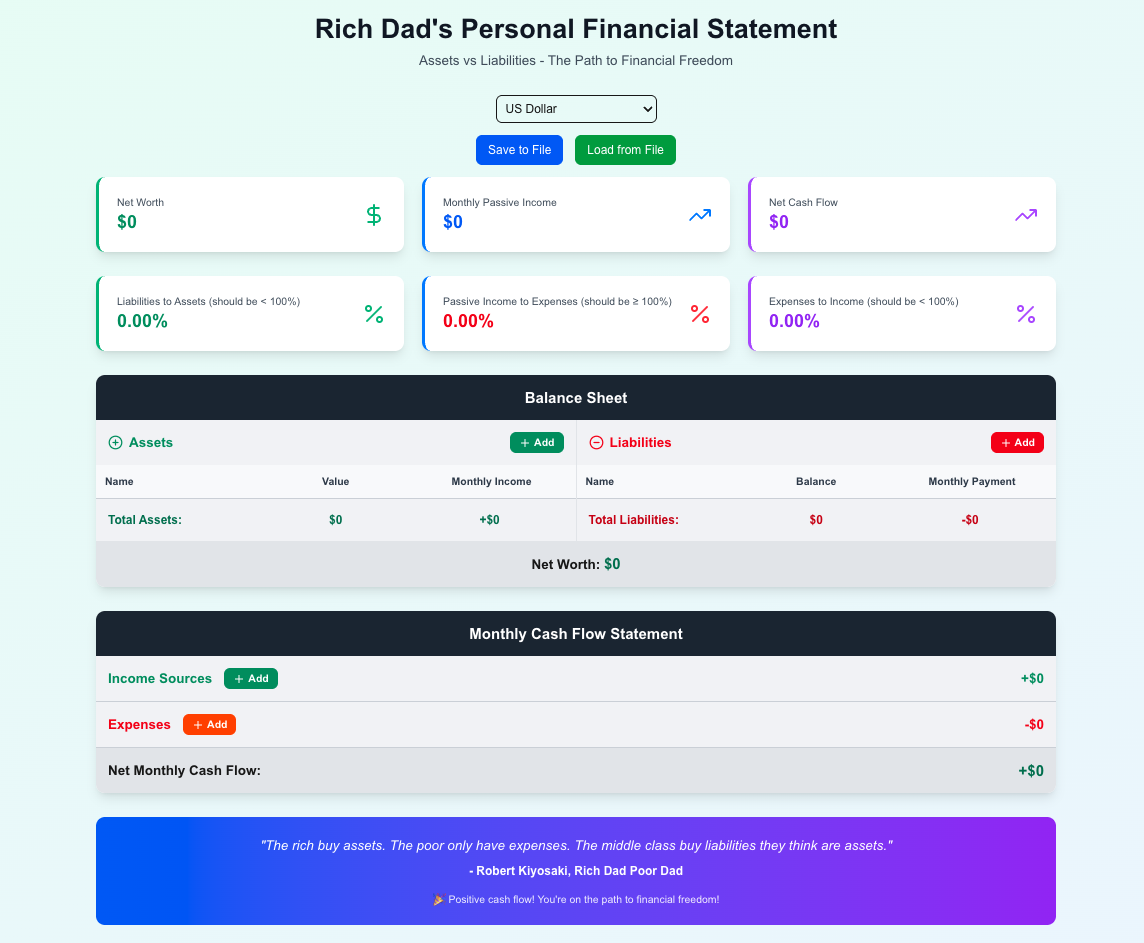 Rich Dad's Personal Financial Statement
Assets vs Liabilities - The Path to Financial Freedom
US Dollar
Save to File Load from File
Net Worth
$0
Monthly Passive Income
$0
Net Cash Flow
$0
Liabilities to Assets (should be < 100%)
0.00%
Passive Income to Expenses (should be ≥ 100%)
0.00%
Expenses to Income (should be < 100%)
0.00%
Balance Sheet
Assets + Add Liabilities + Add
Name Value Monthly Income Name Balance Monthly Payment
Total Assets: $0 +$0 Total Liabilities: $0 -$0
Net Worth: $0
Monthly Cash Flow Statement
Income Sources + Add +$0
Expenses + Add -$0
Net Monthly Cash Flow: +$0
"The rich buy assets. The poor only have expenses. The middle class buy liabilities they think are assets."
- Robert Kiyosaki, Rich Dad Poor Dad
🎉 Positive cash flow! You're on the path to financial freedom!